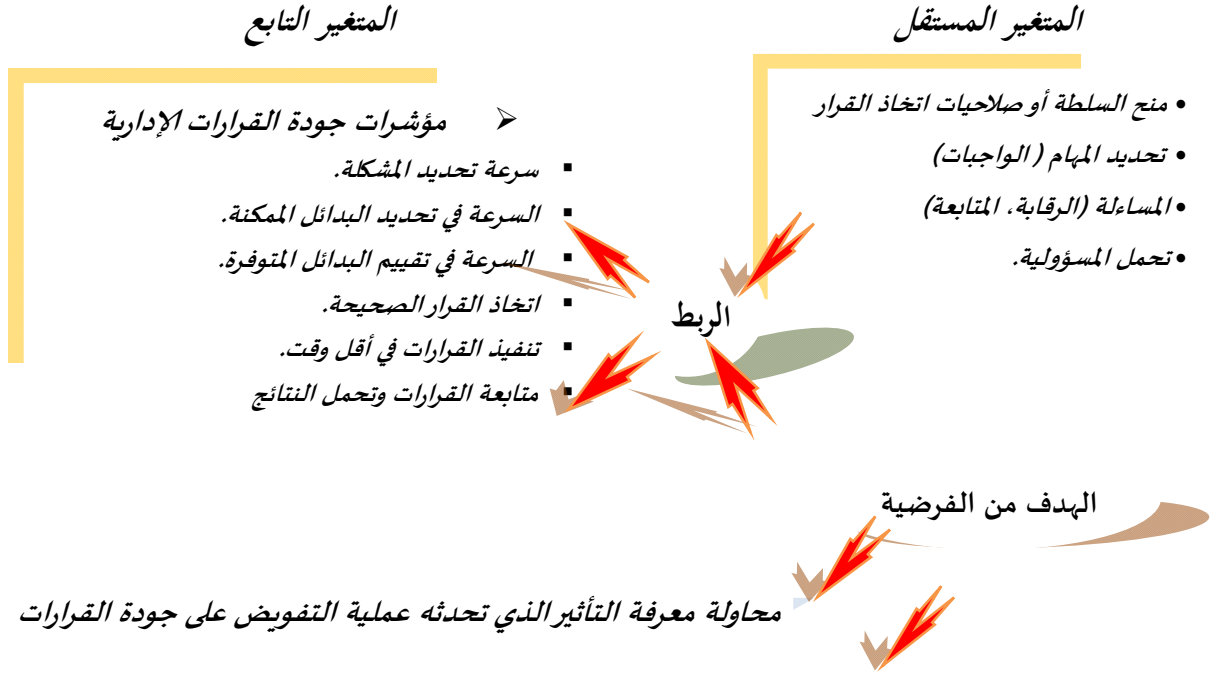 المتغير المستقل
• منح السلطة أو صلاحيات اتخاذ القرار
• تحديد المهام ( الواجبات)
• المساءلة (الرقابة، المتابعة)
• تحمل المسؤولية.
المتغير التابع
➢ مؤشرات جودة القرارات الإدارية
▪ سرعة تحديد المشكلة.
▪ السرعة في تحديد البدائل الممكنة.
▪ السرعة في تقييم البدائل المتوفرة.
▪ اتخاذ القرار الصحيحة.
▪ تنفيذ القرارات في أقل وقت.
▪ متابعة القرارات وتحمل النتائج
الربط
الهدف من الفرضية
محاولة معرفة التأثير الذي تحدثه عملية التفويض على جودة القرارات